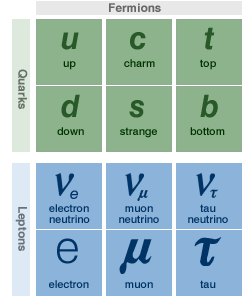 Fermions
Quarks
u c t
up charm top
d s b
down strange bottom
Leptons
νe νμ ντ
electron neutrino muon neutrino tau neutrino
e μ τ
electron muon tau